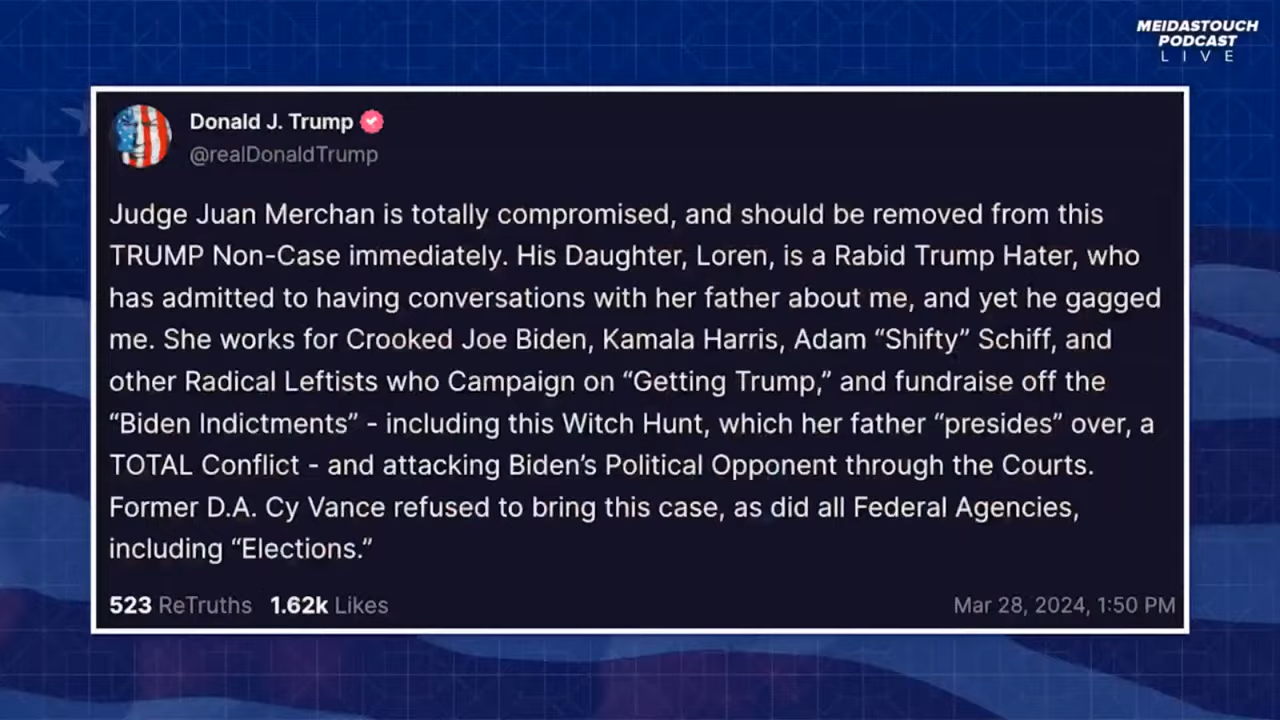 MEIDASTOUCH
PODCAST
LIVE
Donald J. Trump
@realDonaldTrump
Judge Juan Merchan is totally compromised, and should be removed from this
TRUMP Non-Case immediately. His Daughter, Loren, is a Rabid Trump Hater, who
has admitted to having conversations with her father about me, and yet he gagged
me. She works for Crooked Joe Biden, Kamala Harris, Adam “Shifty” Schiff, and
other Radical Leftists who Campaign on “Getting Trump,” and fundraise off the
“Biden Indictments” - including this Witch Hunt, which her father “presides” over, a
TOTAL Conflict - and attacking Biden’s Political Opponent through the Courts.
Former D.A. Cy Vance refused to bring this case, as did all Federal Agencies,
including “Elections.”
523 ReTruths 1.62k Likes Mar 28, 2024, 1:50 PM